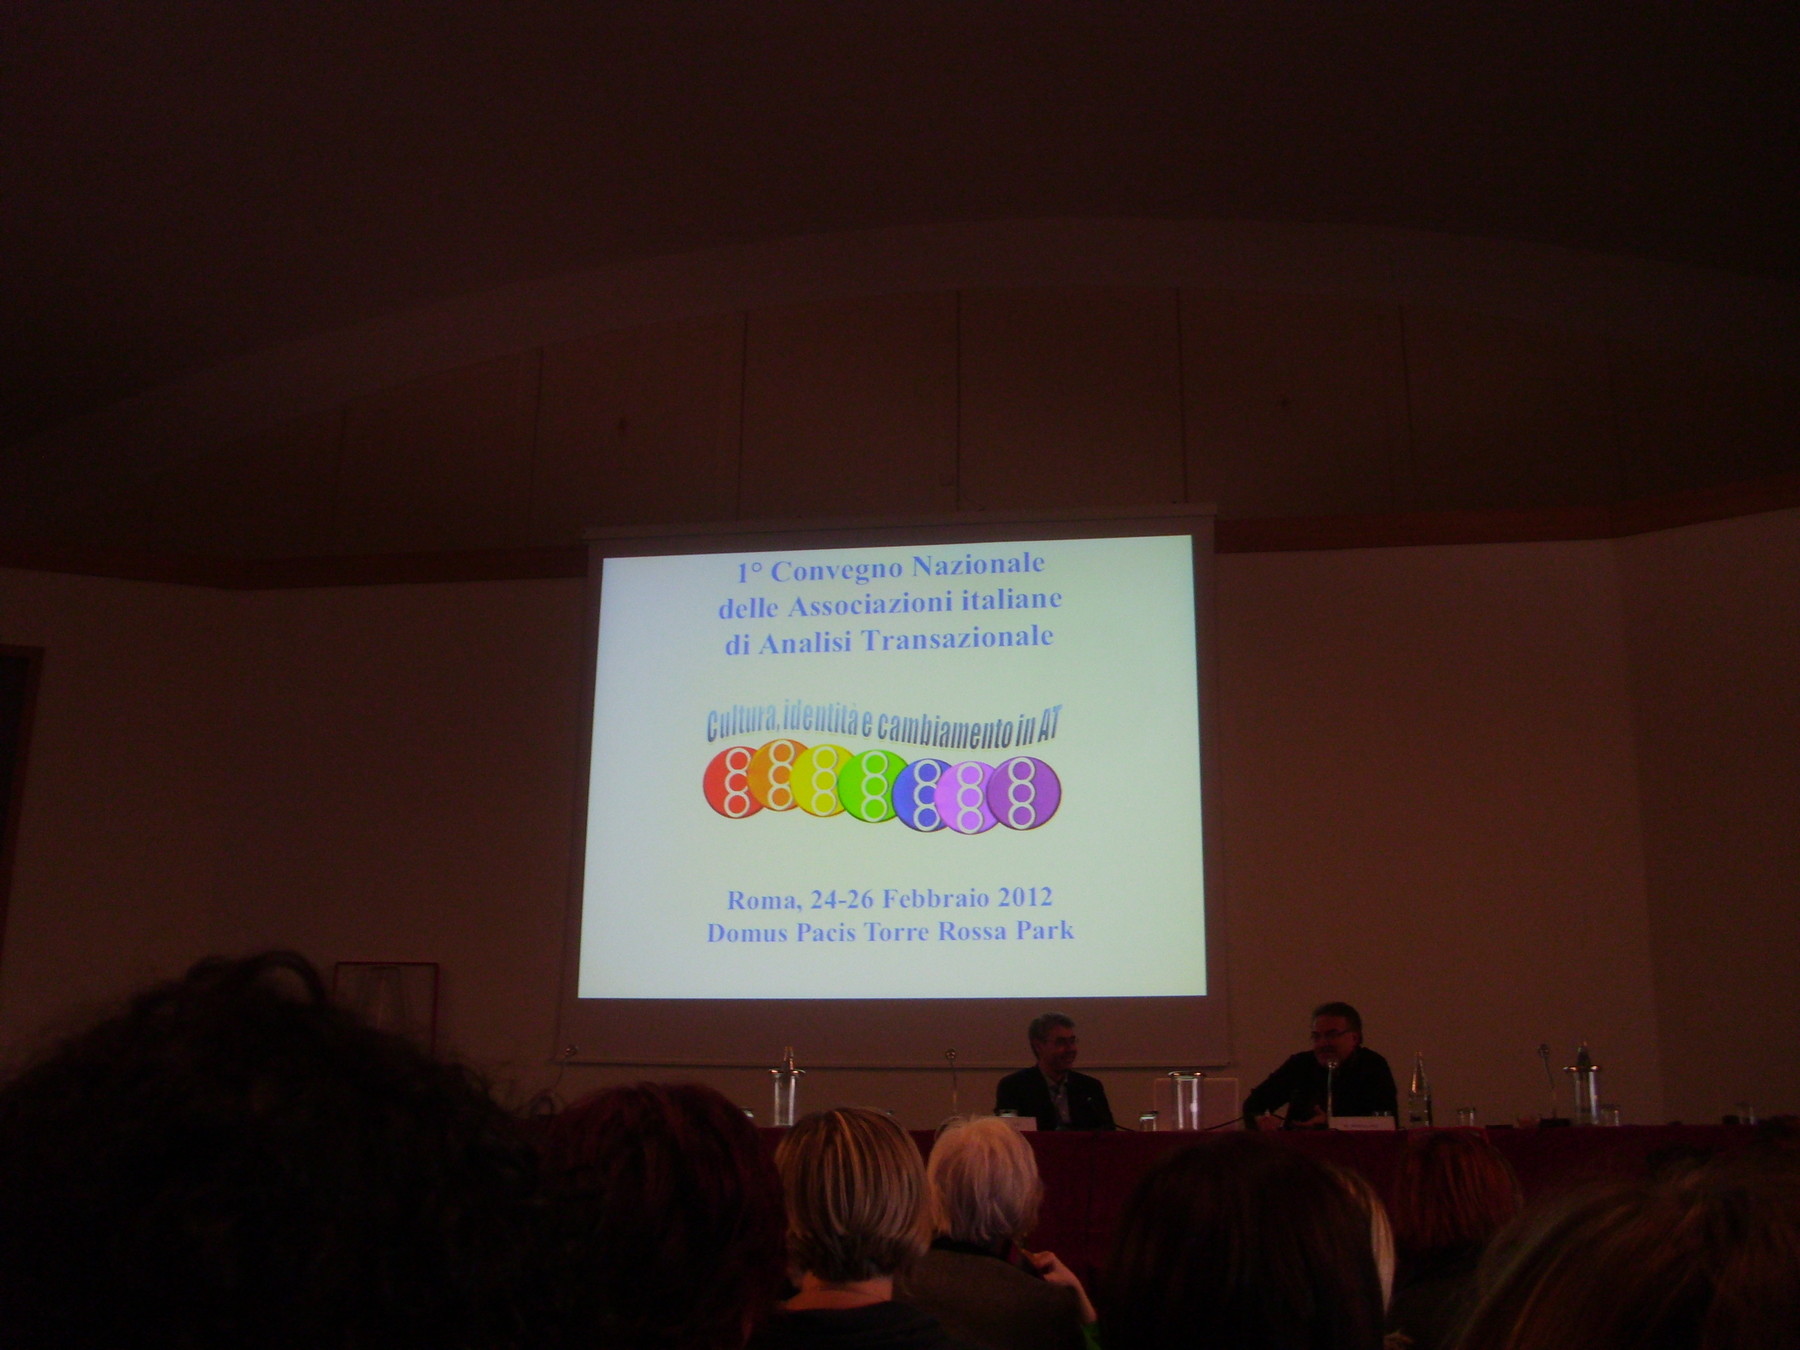 1° Convegno Nazionale
delle Associazioni italiane
di Analisi Transazionale
Cultura, identità e cambiamento in AT
Roma, 24-26 Febbraio 2012
Domus Pacis Torre Rossa Park